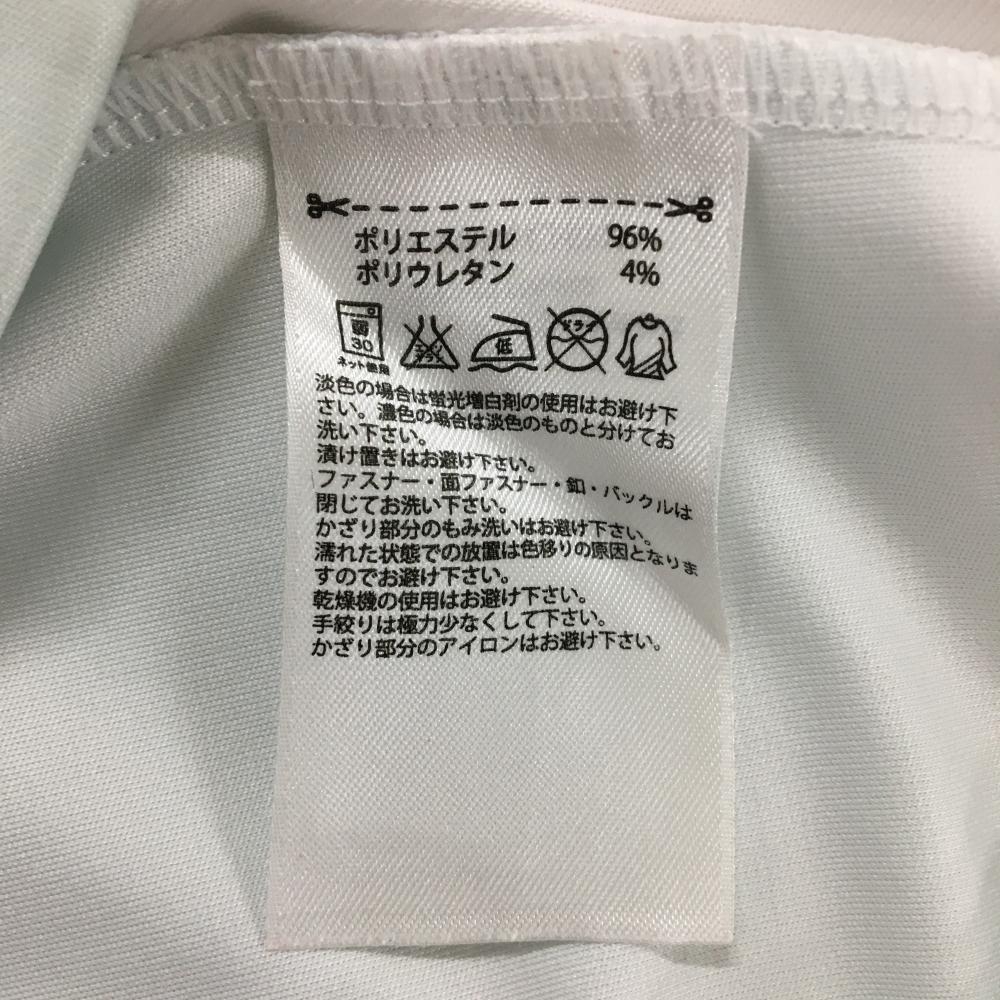 ポリエステル 96%
ポリウレタン 4%
弱 エンソサラシ 低 ドライ
30
ネット使用
淡色の場合は蛍光増白剤の使用はお避け下
さい。濃色の場合は淡色のものと分けてお
洗い下さい。
漬け置きはお避け下さい。
ファスナー・面ファスナー・釦・バックルは
閉じてお洗い下さい。
かざり部分のもみ洗いはお避け下さい。
濡れた状態での放置は色移りの原因となりま
すのでお避け下さい。
乾燥機の使用はお避け下さい。
手絞りは極力少なくして下さい。
かざり部分のアイロンはお避け下さい。